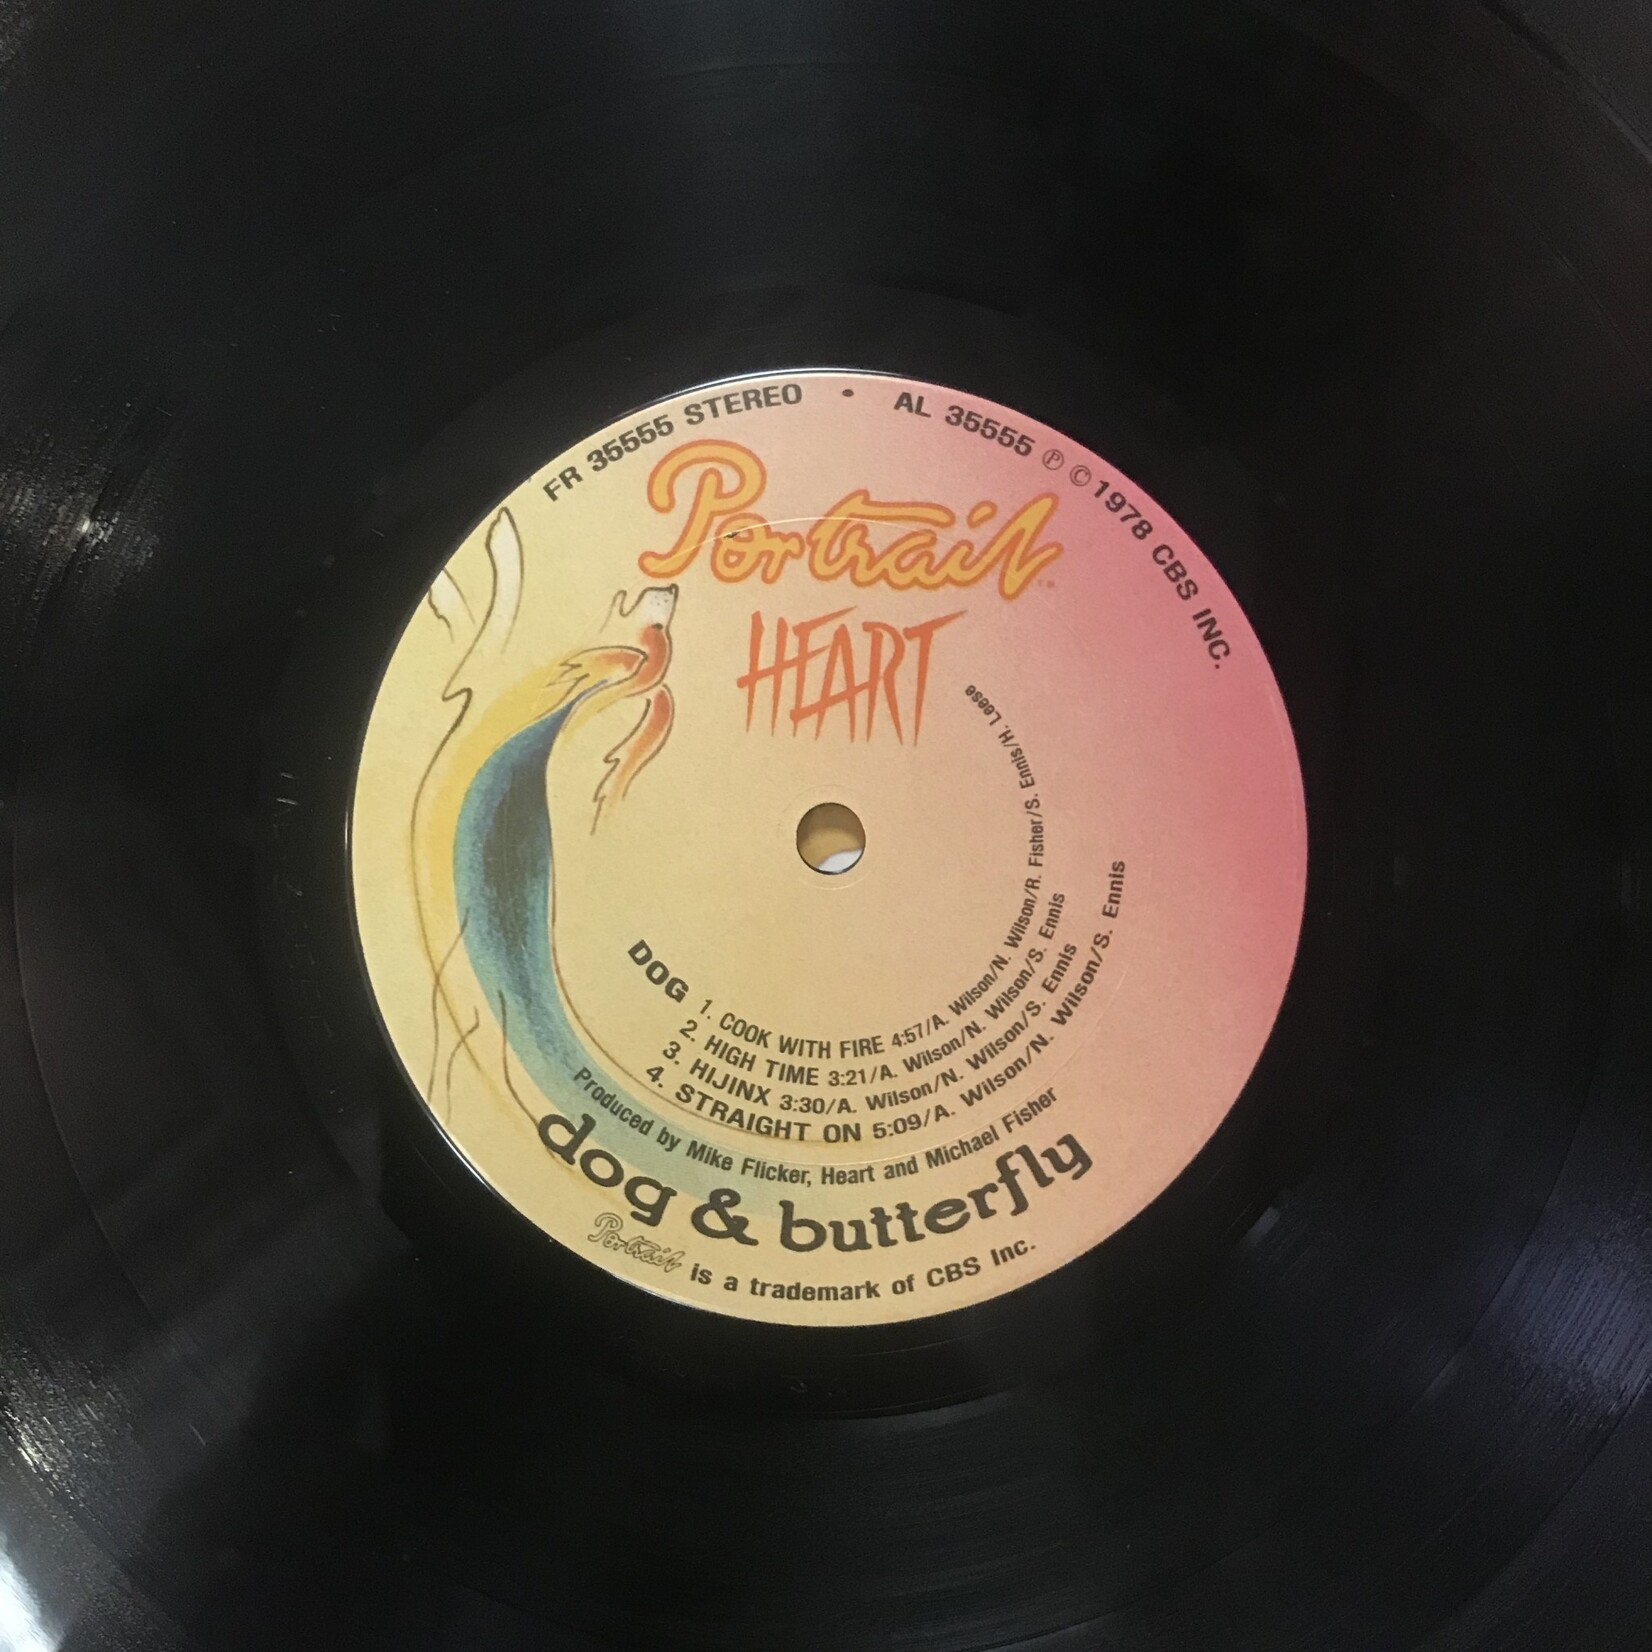 FR 35555 STEREO • AL 35555 ℗ © 1978 CBS INC.
Portrait
TM
HEART
DOG
1. COOK WITH FIRE 4:57/A. Wilson/N. Wilson/R. Fisher/S. Ennis/H. Leese
2. HIGH TIME 3:21/A. Wilson/N. Wilson/S. Ennis
3. HIJINX 3:30/A. Wilson/N. Wilson/S. Ennis
4. STRAIGHT ON 5:09/A. Wilson/N. Wilson/S. Ennis
Produced by Mike Flicker, Heart and Michael Fisher
dog & butterfly
Portrait is a trademark of CBS Inc.